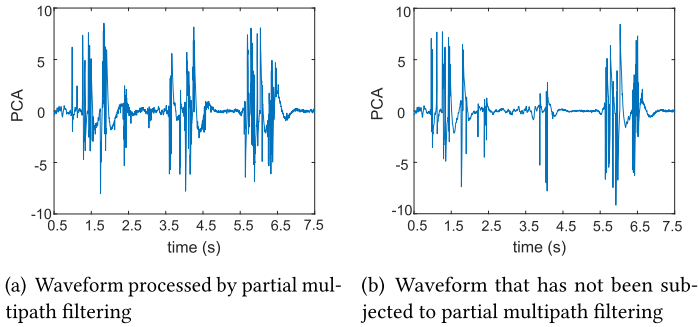 10
5
0
-5
-10
PCA
0.5 1.5 2.5 3.5 4.5 5.5 6.5 7.5
time (s)
(a) Waveform processed by partial mul-
tipath filtering
10
5
0
-5
-10
PCA
0.5 1.5 2.5 3.5 4.5 5.5 6.5 7.5
time (s)
(b) Waveform that has not been sub-
jected to partial multipath filtering